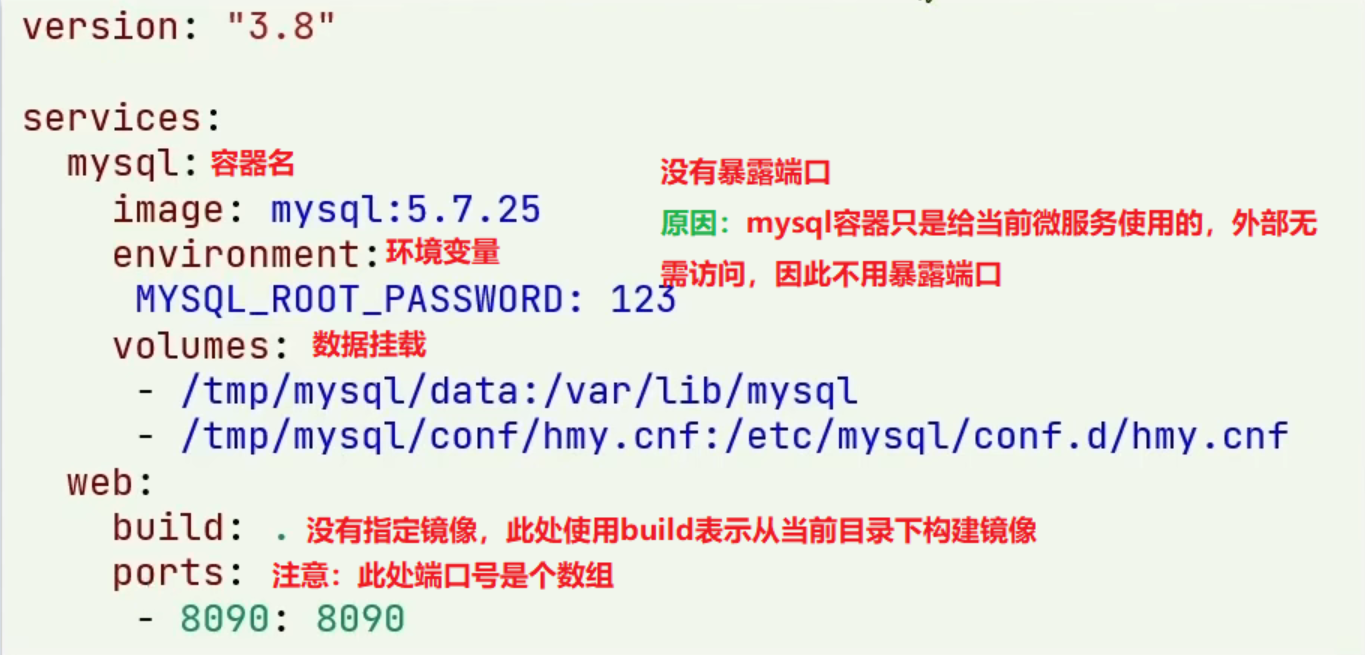 version: "3.8"
services:
mysql: 容器名
没有暴露端口
image: mysql:5.7.25
原因：mysql容器只是给当前微服务使用的，外部无
environment: 环境变量
需访问，因此不用暴露端口
MYSQL_ROOT_PASSWORD: 123
volumes: 数据挂载
- /tmp/mysql/data:/var/lib/mysql
- /tmp/mysql/conf/hmy.cnf:/etc/mysql/conf.d/hmy.cnf
web:
build: . 没有指定镜像，此处使用build表示从当前目录下构建镜像
ports: 注意：此处端口号是个数组
- 8090: 8090